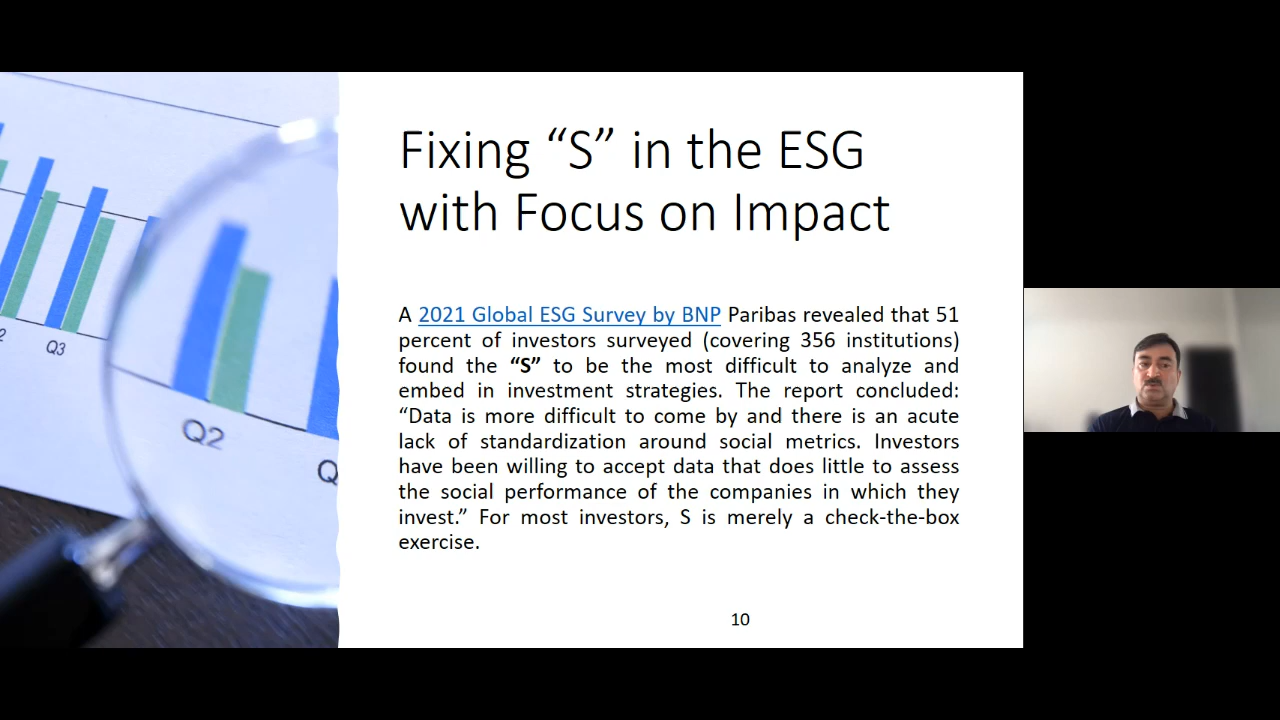 Fixing “S” in the ESG
with Focus on Impact
A 2021 Global ESG Survey by BNP Paribas revealed that 51
percent of investors surveyed (covering 356 institutions)
found the “S” to be the most difficult to analyze and
embed in investment strategies. The report concluded:
“Data is more difficult to come by and there is an acute
lack of standardization around social metrics. Investors
have been willing to accept data that does little to assess
the social performance of the companies in which they
invest.” For most investors, S is merely a check-the-box
exercise.
10
Q3
Q2